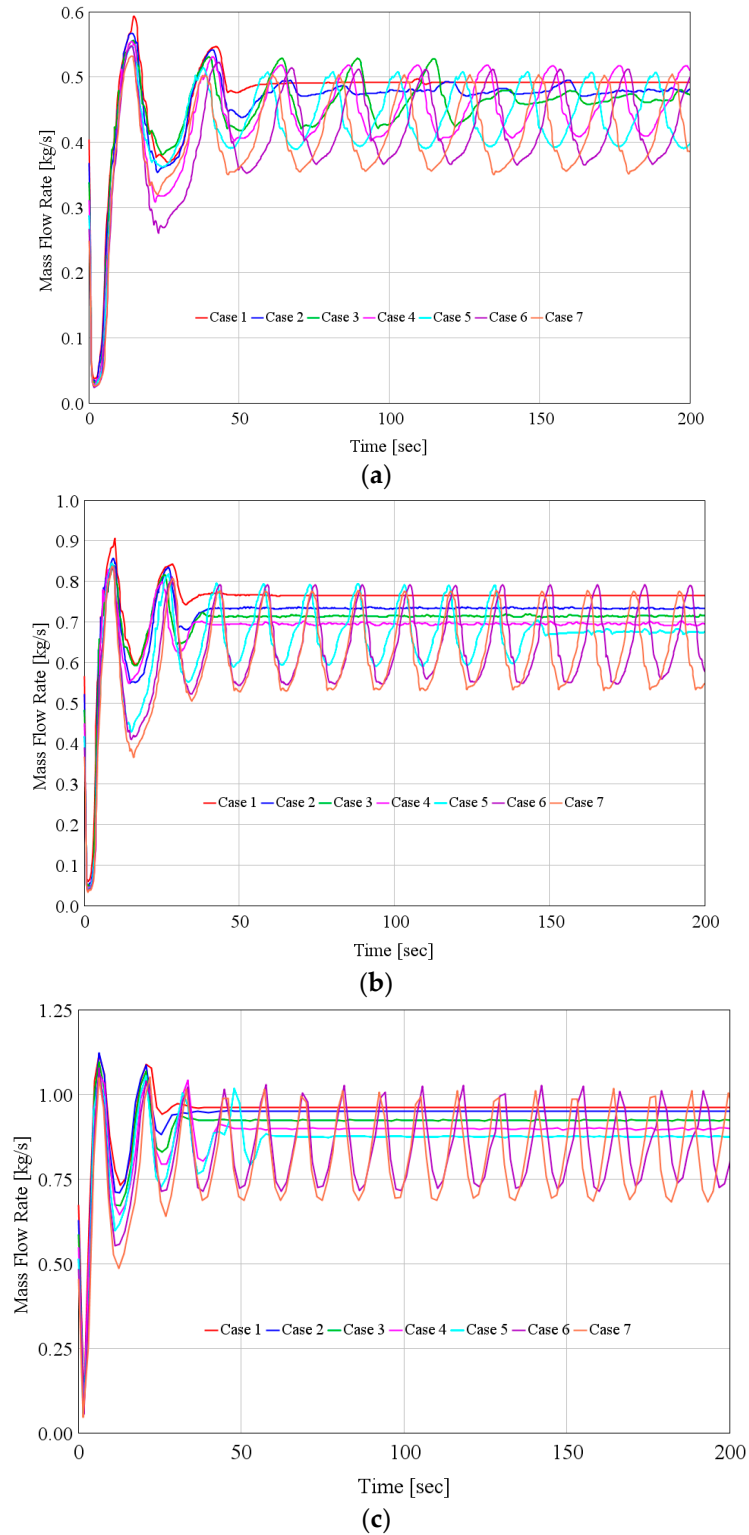 0.6
0.5
0.4
0.3
0.2
0.1
0.0
Mass Flow Rate [kg/s]
Case 1 Case 2 Case 3 Case 4 Case 5 Case 6 Case 7
0 50 100 150 200
Time [sec]
(a)
1.0
0.9
0.8
0.7
0.6
0.5
0.4
0.3
0.2
0.1
0.0
Mass Flow Rate [kg/s]
Case 1 Case 2 Case 3 Case 4 Case 5 Case 6 Case 7
0 50 100 150 200
Time [sec]
(b)
1.25
1.00
0.75
0.50
0.25
0.00
Mass Flow Rate [kg/s]
Case 1 Case 2 Case 3 Case 4 Case 5 Case 6 Case 7
0 50 100 150 200
Time [sec]
(c)